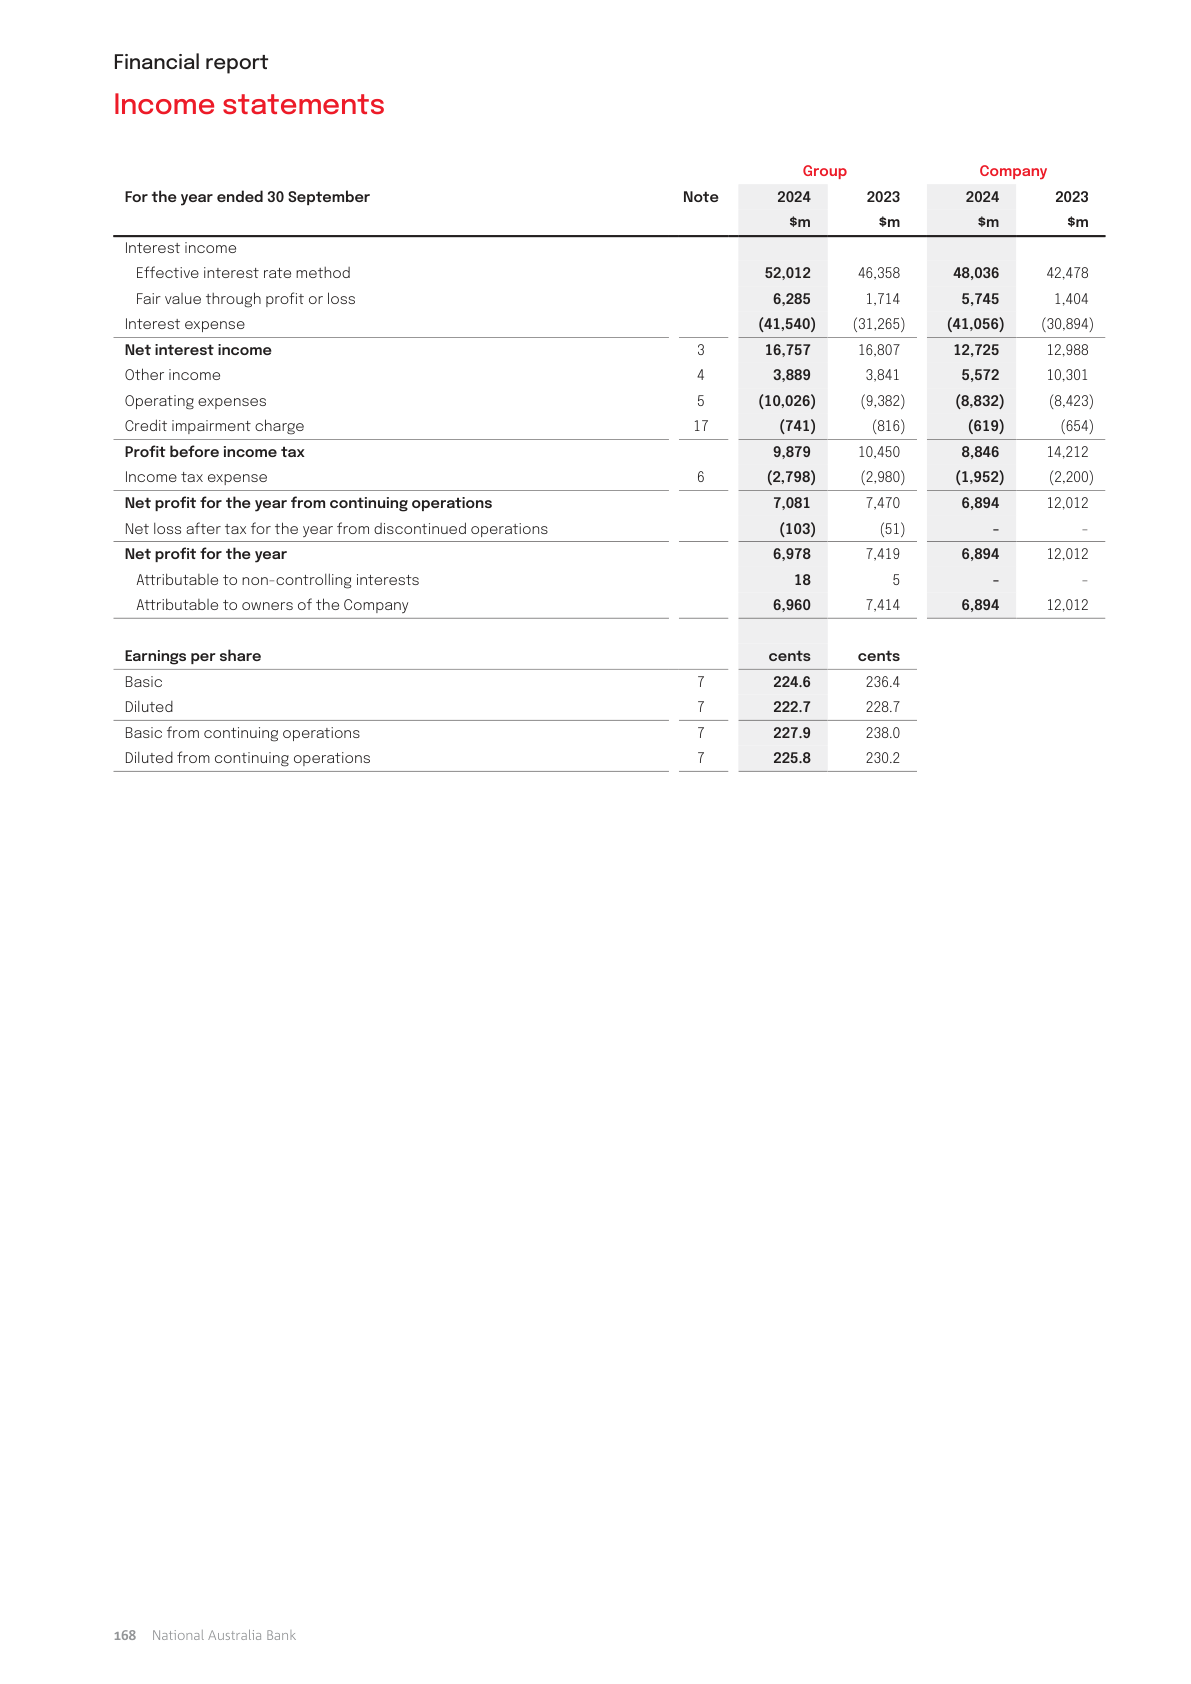 Financial report
Income statements
Group Company
For the year ended 30 September Note 2024 2023 2024 2023
$m $m $m $m
Interest income
Effective interest rate method 52,012 46,358 48,036 42,478
Fair value through profit or loss 6,285 1,714 5,745 1,404
Interest expense (41,540) (31,265) (41,056) (30,894)
Net interest income 3 16,757 16,807 12,725 12,988
Other income 4 3,889 3,841 5,572 10,301
Operating expenses 5 (10,026) (9,382) (8,832) (8,423)
Credit impairment charge 17 (741) (816) (619) (654)
Profit before income tax 9,879 10,450 8,846 14,212
Income tax expense 6 (2,798) (2,980) (1,952) (2,200)
Net profit for the year from continuing operations 7,081 7,470 6,894 12,012
Net loss after tax for the year from discontinued operations (103) (51) – –
Net profit for the year 6,978 7,419 6,894 12,012
Attributable to non-controlling interests 18 5 – –
Attributable to owners of the Company 6,960 7,414 6,894 12,012
Earnings per share cents cents
Basic 7 224.6 236.4
Diluted 7 222.7 228.7
Basic from continuing operations 7 227.9 238.0
Diluted from continuing operations 7 225.8 230.2
168 National Australia Bank